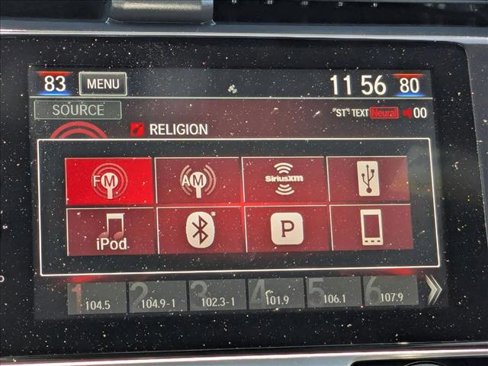 83 MENU 11 56 80
SOURCE "ST" TEXT Neural 00
RELIGION
FM AM SiriusXM
iPod P
1 2 3 4 5 6
104.5 104.9-1 102.3-1 101.9 106.1 107.9